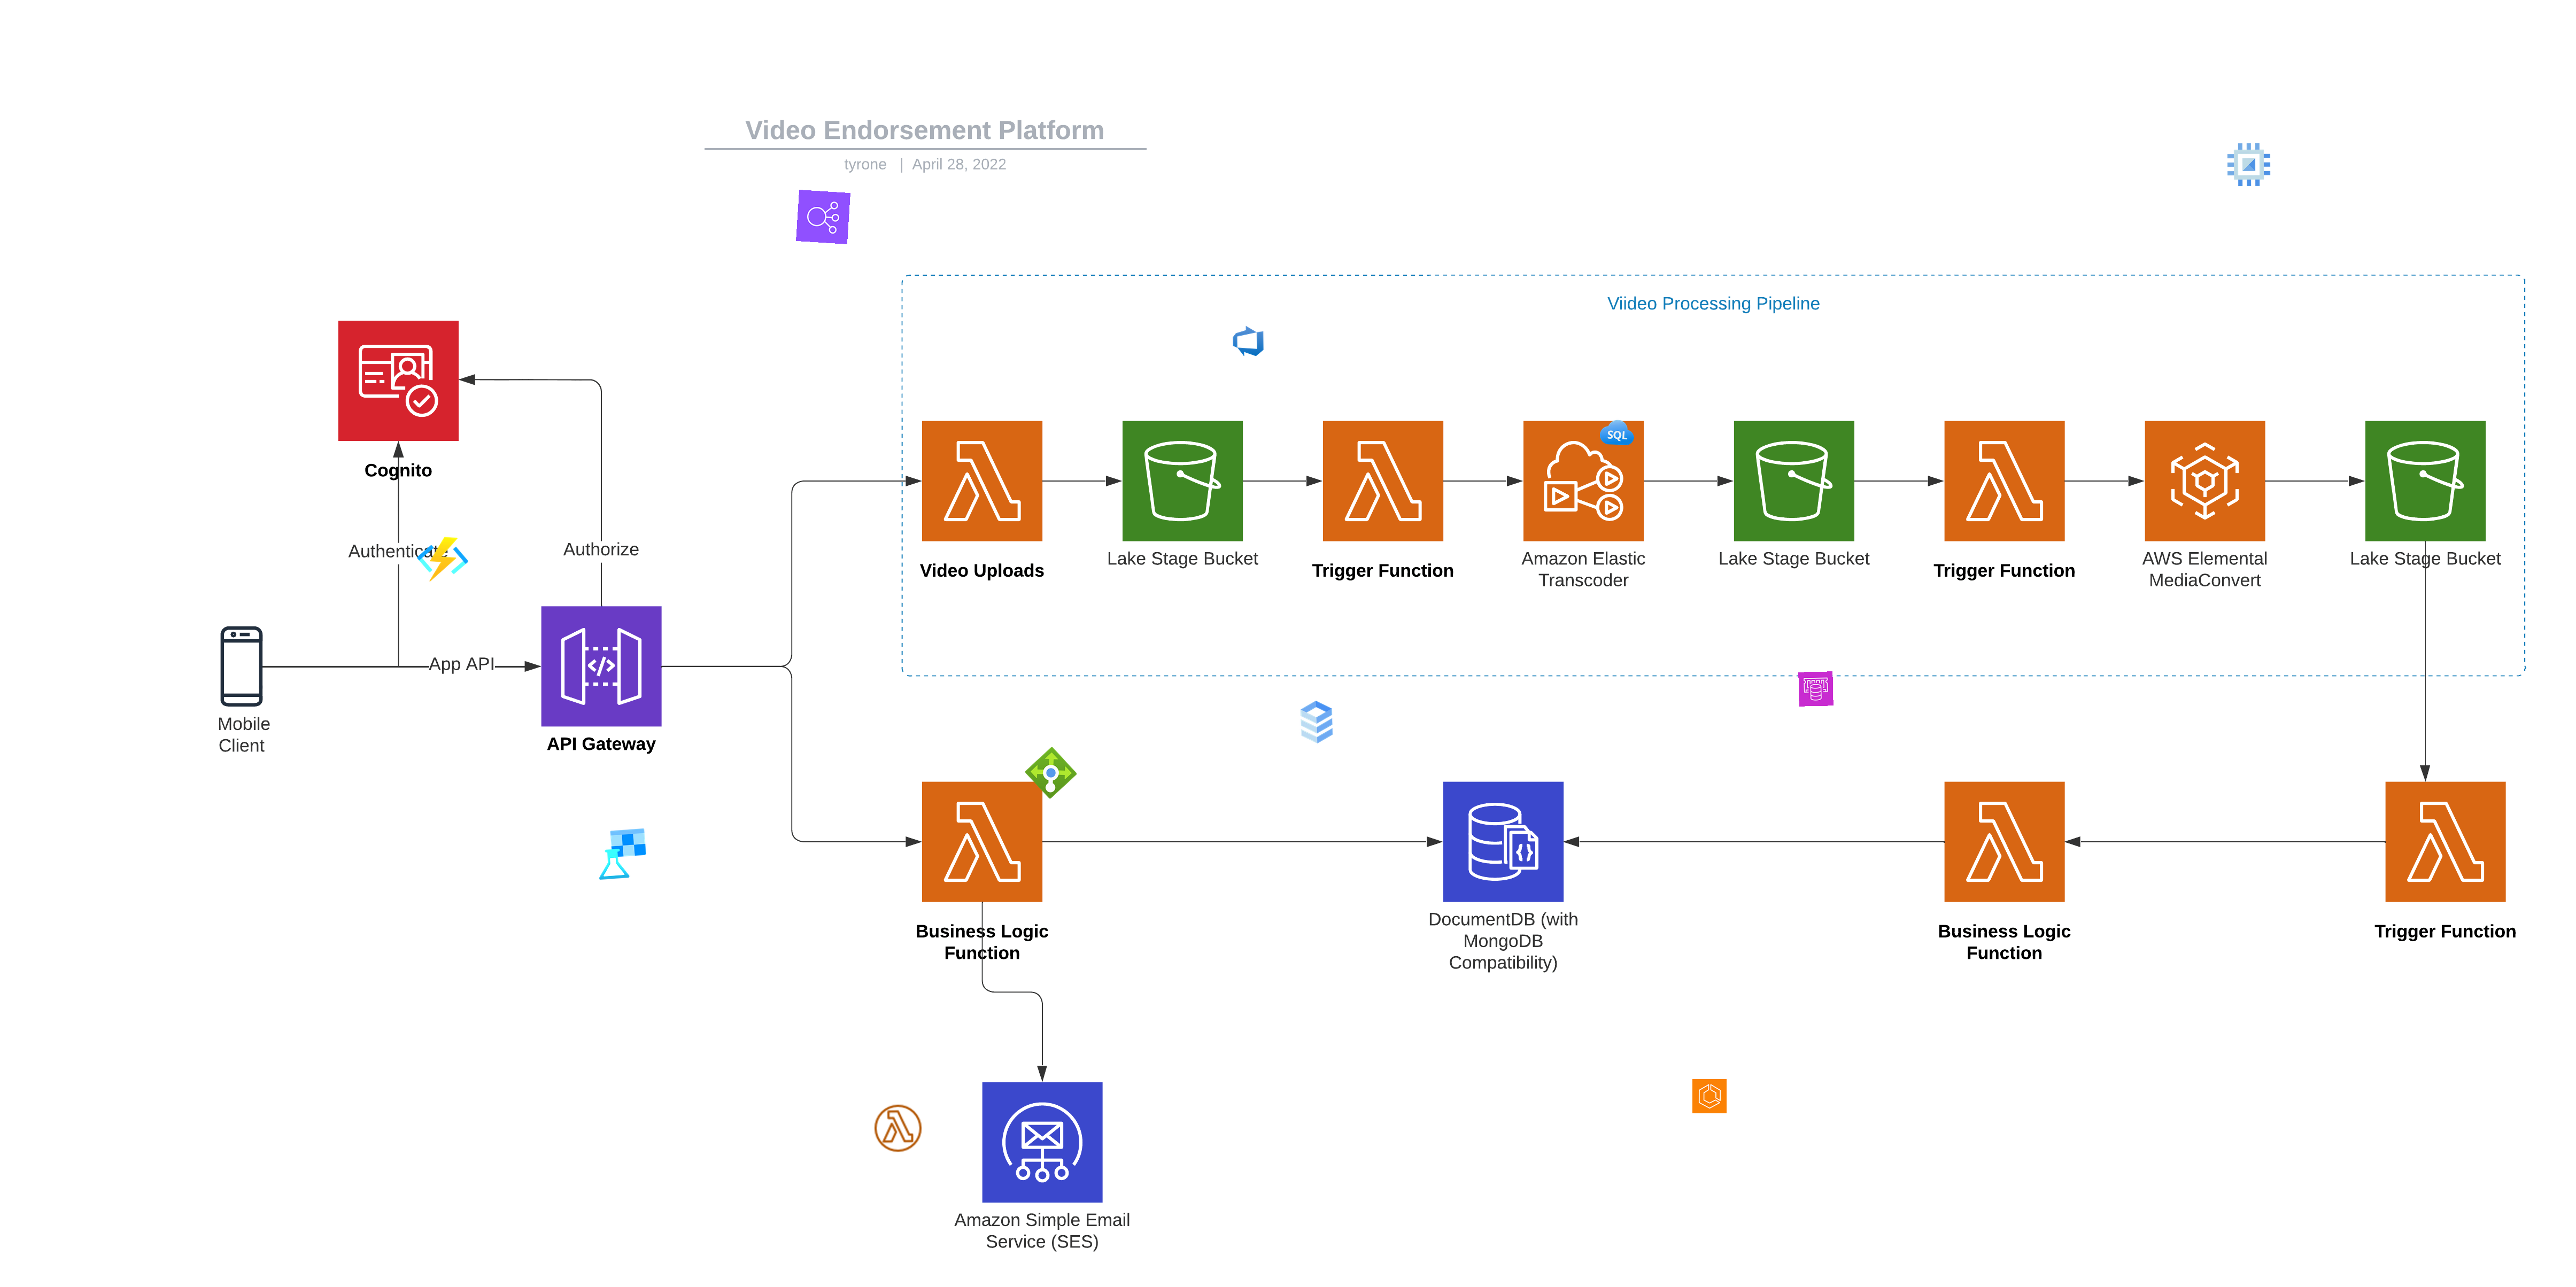 Video Endorsement Platform
tyrone | April 28, 2022
Viideo Processing Pipeline
Cognito
Authenticate
Authorize
SQL
Video Uploads
Lake Stage Bucket
Trigger Function
Amazon Elastic
Transcoder
Lake Stage Bucket
Trigger Function
AWS Elemental
MediaConvert
Lake Stage Bucket
App API
Mobile
Client
API Gateway
Business Logic
Function
DocumentDB (with
MongoDB
Compatibility)
Business Logic
Function
Trigger Function
Amazon Simple Email
Service (SES)